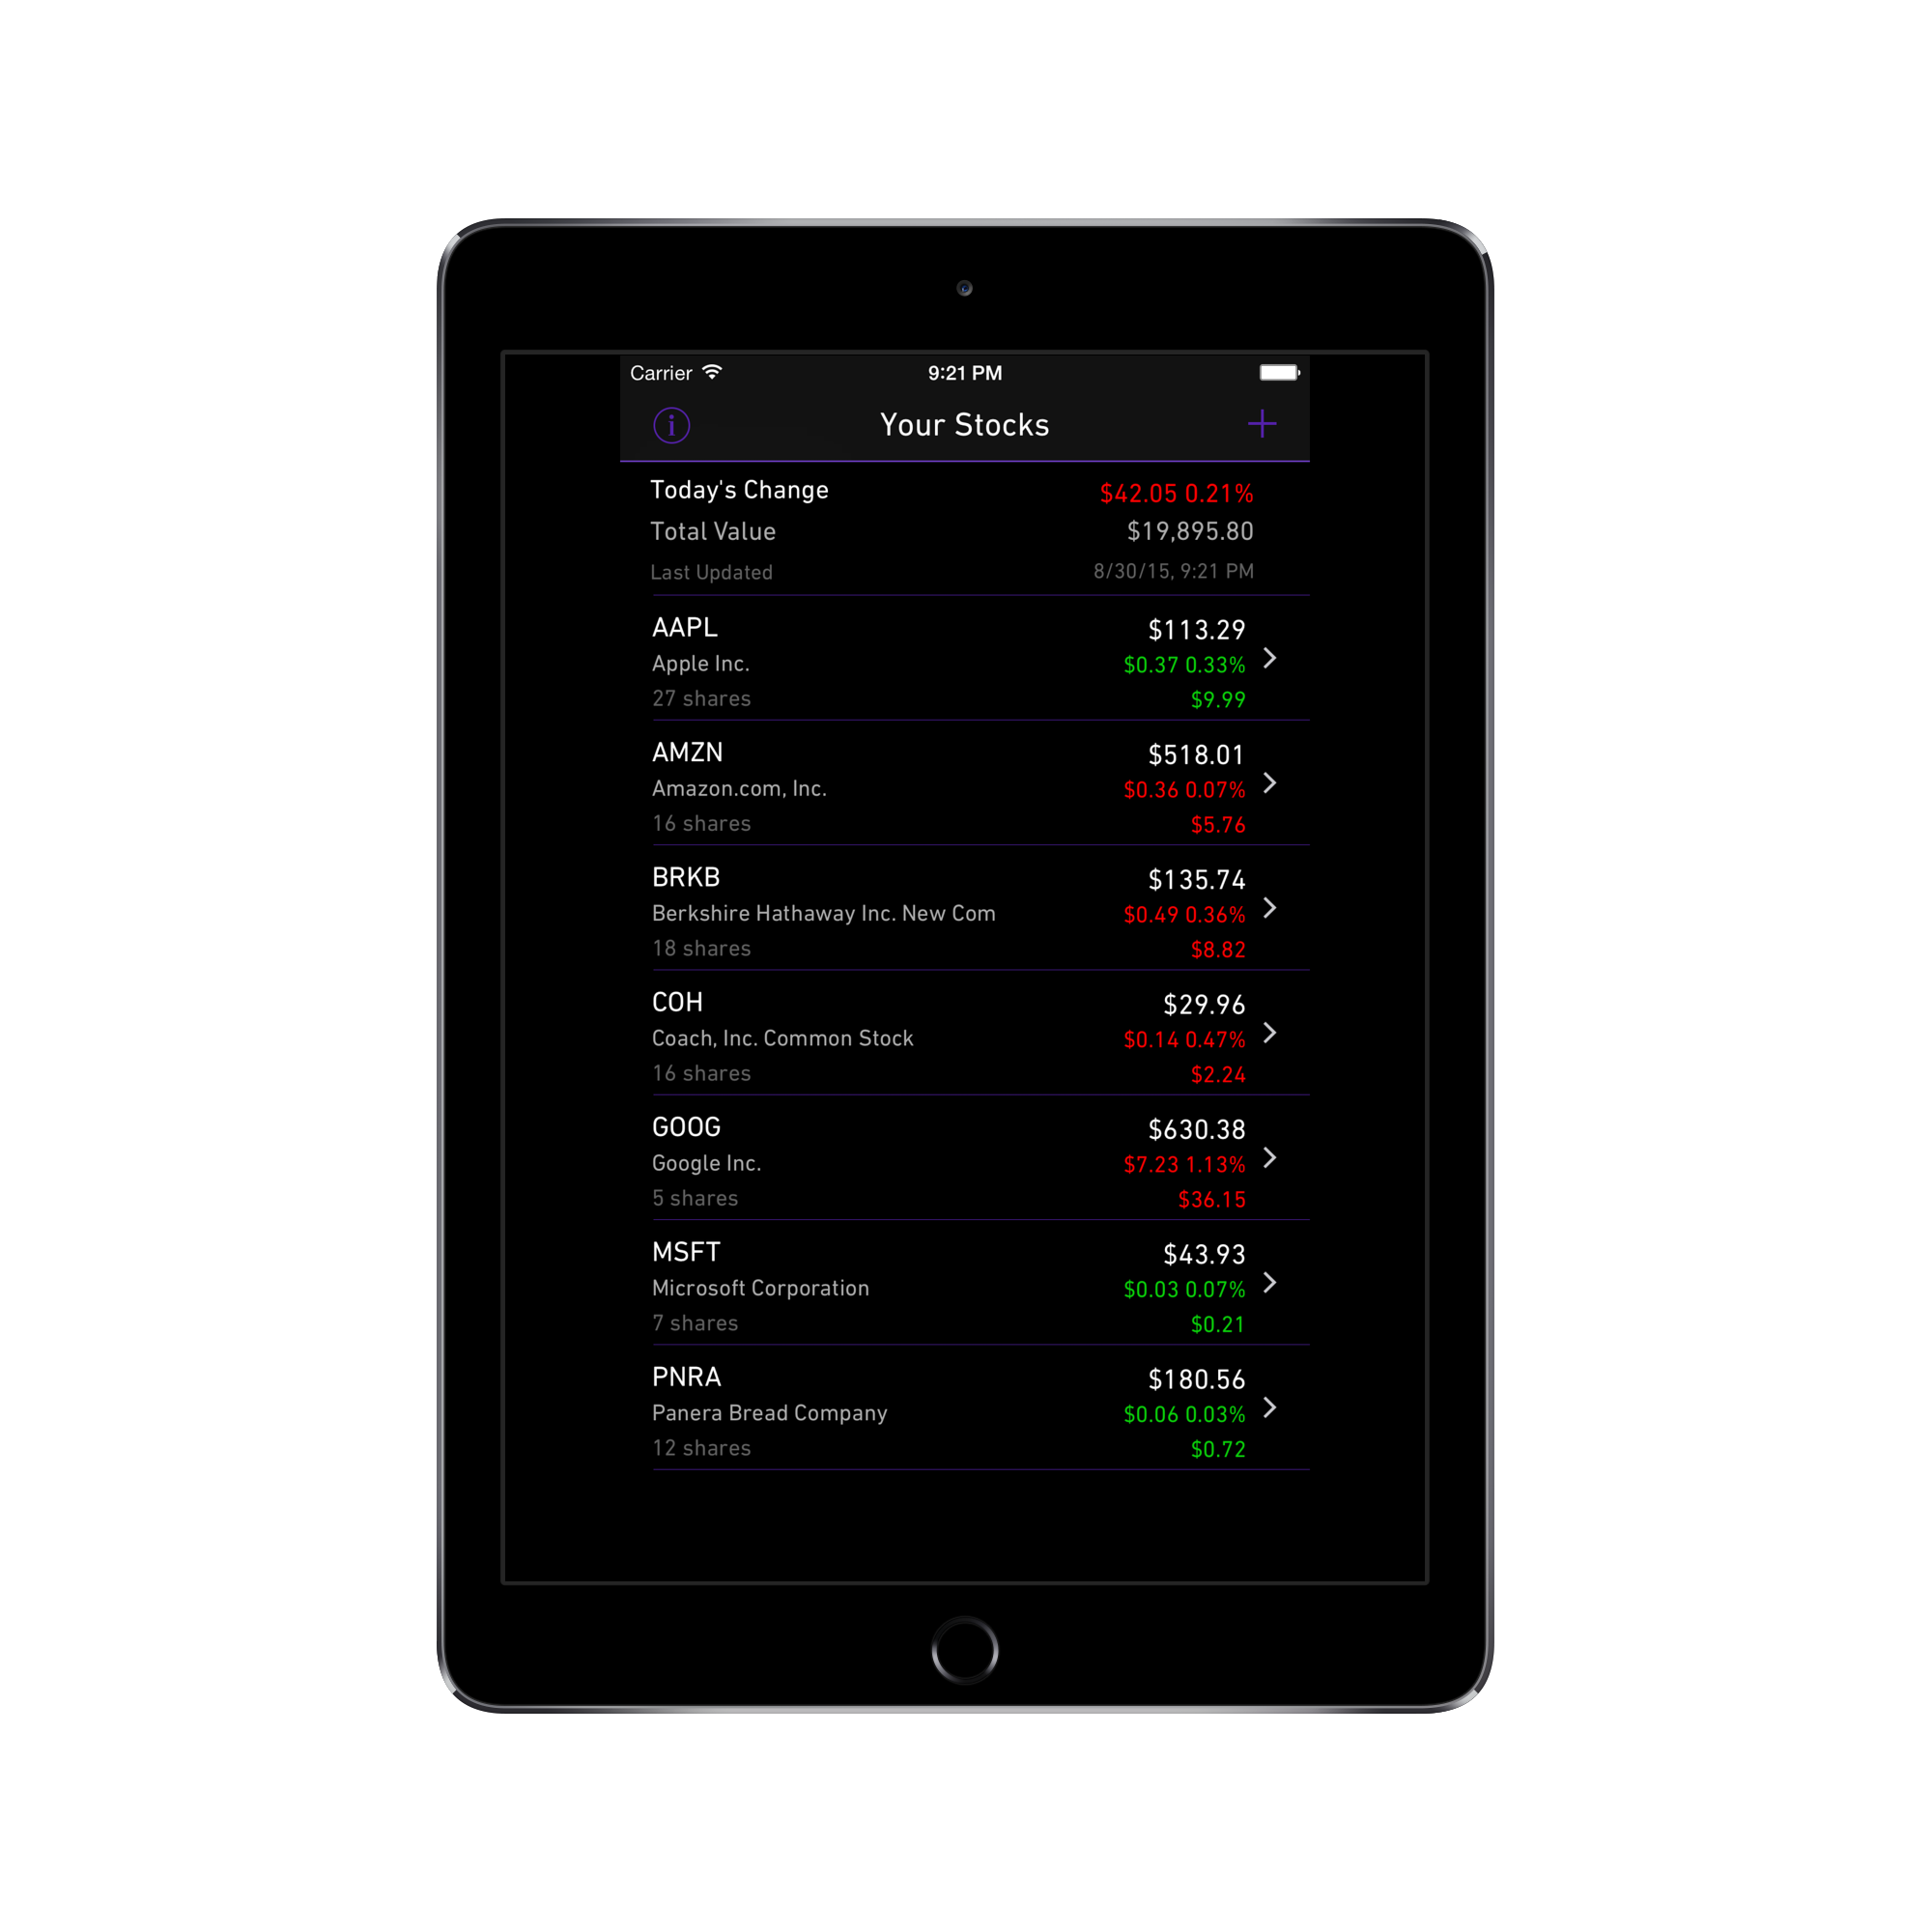 Carrier 9:21 PM
i Your Stocks +
Today's Change $42.05 0.21%
Total Value $19,895.80
Last Updated 8/30/15, 9:21 PM
AAPL $113.29
Apple Inc. $0.37 0.33%
27 shares $9.99
AMZN $518.01
Amazon.com, Inc. $0.36 0.07%
16 shares $5.76
BRKB $135.74
Berkshire Hathaway Inc. New Com $0.49 0.36%
18 shares $8.82
COH $29.96
Coach, Inc. Common Stock $0.14 0.47%
16 shares $2.24
GOOG $630.38
Google Inc. $7.23 1.13%
5 shares $36.15
MSFT $43.93
Microsoft Corporation $0.03 0.07%
7 shares $0.21
PNRA $180.56
Panera Bread Company $0.06 0.03%
12 shares $0.72